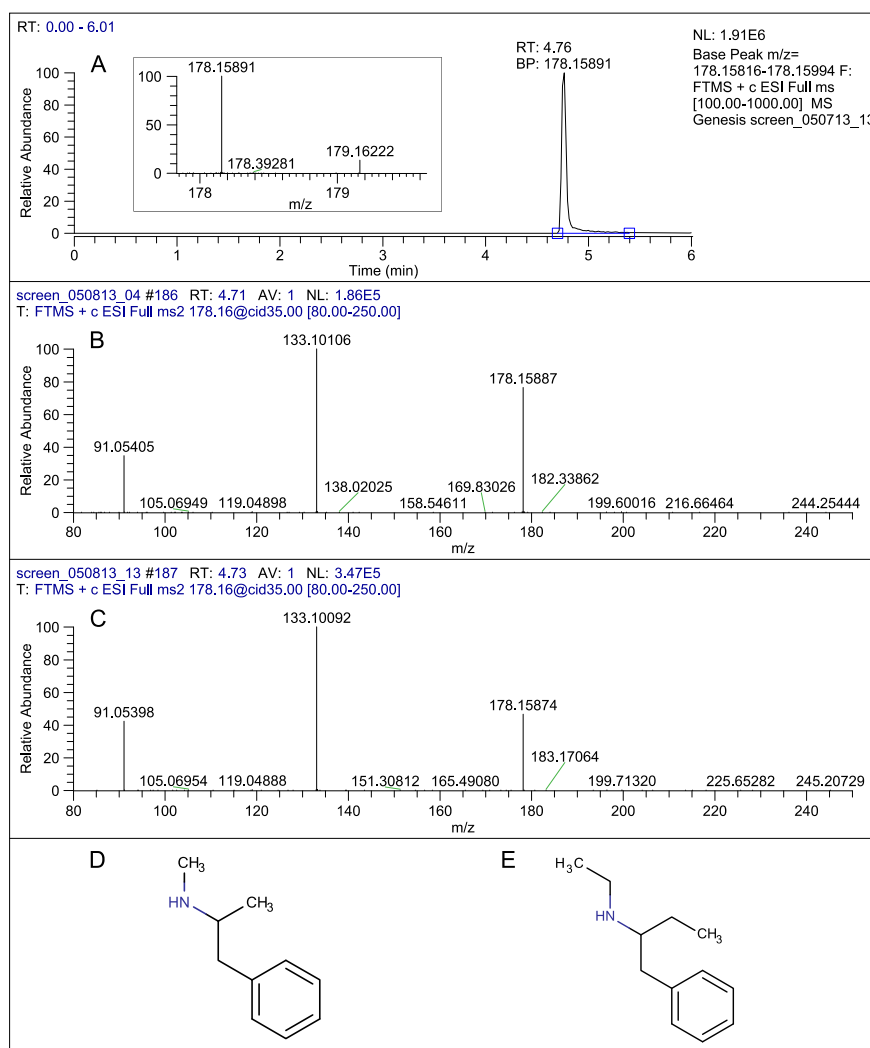 RT: 0.00 - 6.01
NL: 1.91E6
Base Peak m/z=
178.15816-178.15994 F:
FTMS + c ESI Full ms
[100.00-1000.00] MS
Genesis screen_050713_13
A
RT: 4.76
BP: 178.15891
Relative Abundance
100
80
60
40
20
0
100
50
0
178.15891
178.39281
179.16222
178
179
m/z
0
1
2
3
4
5
6
Time (min)
screen_050813_04 #186 RT: 4.71 AV: 1 NL: 1.86E5
T: FTMS + c ESI Full ms2 178.16@cid35.00 [80.00-250.00]
B
Relative Abundance
100
80
60
40
20
0
133.10106
178.15887
91.05405
105.06949
119.04898
138.02025
158.54611
169.83026
182.33862
199.60016
216.66464
244.25444
80
100
120
140
160
180
200
220
240
m/z
screen_050813_13 #187 RT: 4.73 AV: 1 NL: 3.47E5
T: FTMS + c ESI Full ms2 178.16@cid35.00 [80.00-250.00]
C
Relative Abundance
100
80
60
40
20
0
133.10092
178.15874
91.05398
105.06954
119.04888
151.30812
165.49080
183.17064
199.71320
225.65282
245.20729
80
100
120
140
160
180
200
220
240
m/z
D
CH3
HN
CH3
E
H3C
HN
CH3